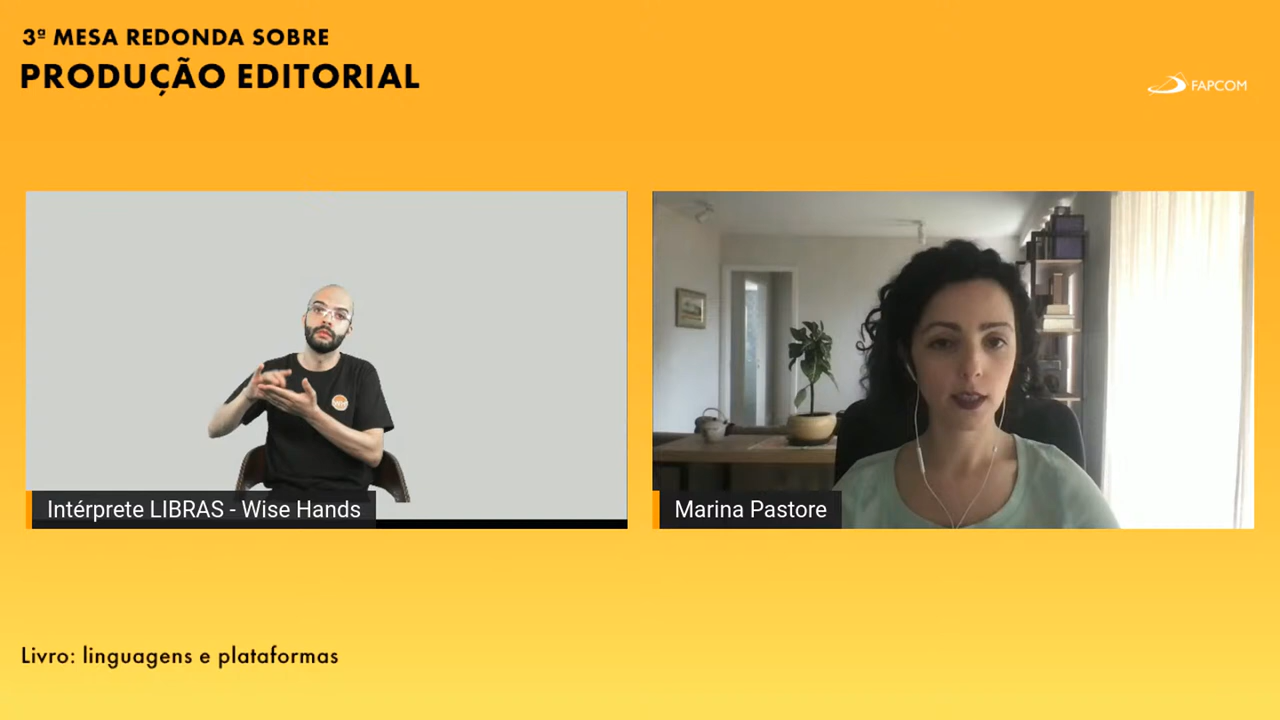 3ª MESA REDONDA SOBRE
PRODUÇÃO EDITORIAL
FAPCOM
Intérprete LIBRAS - Wise Hands
Marina Pastore
Livro: linguagens e plataformas